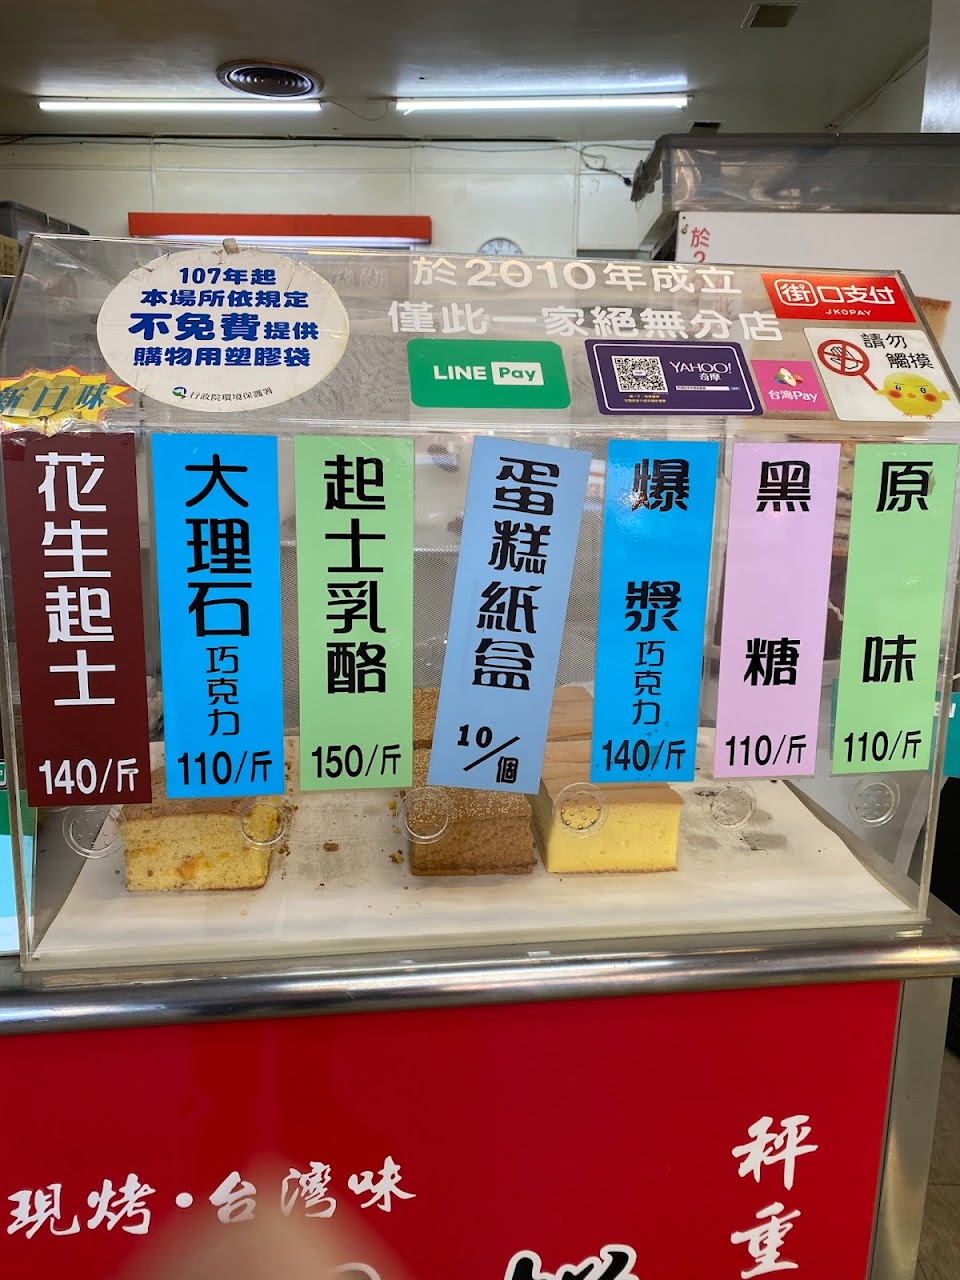 107年起
本場所依規定
不免費提供
購物用塑膠袋
行政院環境保護署
於2010年成立
僅此一家絕無分店
街口支付
JKOPAY
LINE Pay
YAHOO!
奇摩
台灣Pay
請勿
觸摸
新口味
花生起士
140/斤
大理石巧克力
110/斤
起士乳酪
150/斤
蛋糕紙盒
10/個
爆漿巧克力
140/斤
黑糖
110/斤
原味
110/斤
於2
現烤·台灣味
秤重